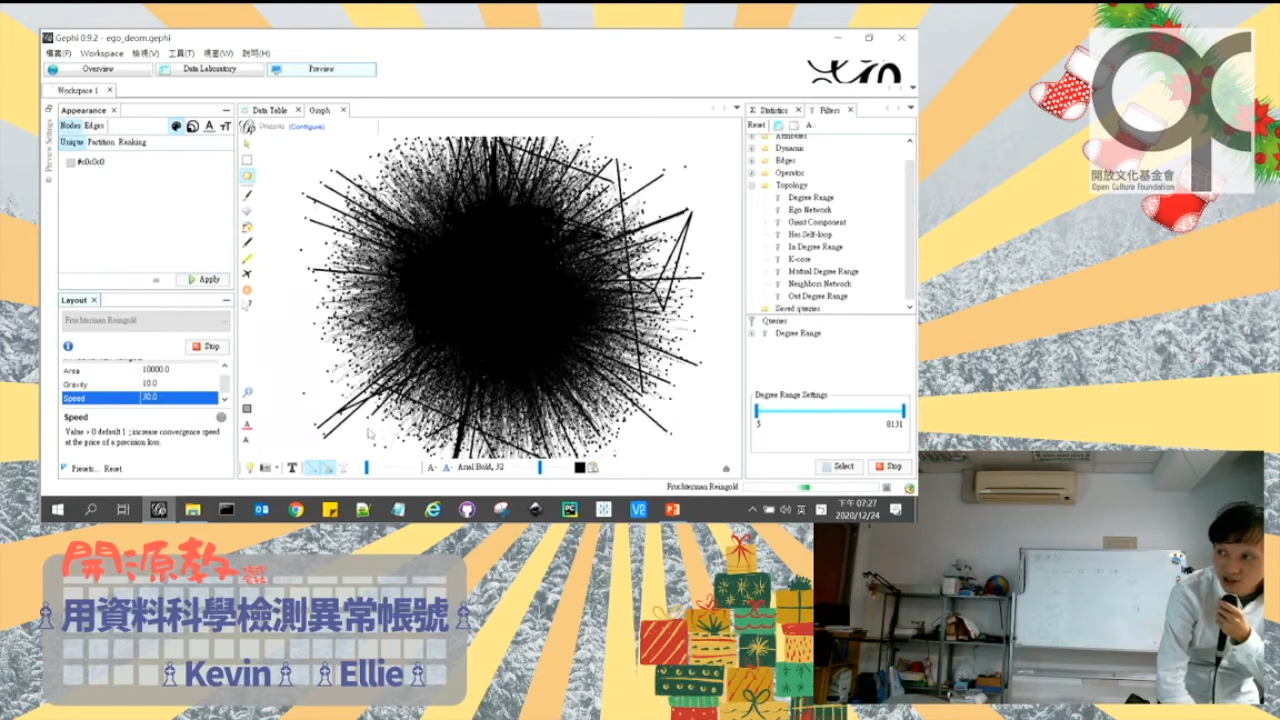 Gephi 0.9.2 - ego_deom.gephi
檔案(F) Workspace 檢視(V) 工具(T) 視窗(W) 說明(H)
Overview Data Laboratory Preview
Workspace 1
Preview Settings
Appearance
Nodes Edges
Unique Partition Ranking
#c0c0c0
Apply
Layout
Fruchterman Reingold
Stop
Area 10000.0
Gravity 10.0
Speed 30.0
Speed
Value > 0 default 1 ; increase convergence speed
at the price of a precision loss.
Presets... Reset
Data Table Graph
Dragging (Configure)
Arial Bold, 32
Statistics Filters
Reset
Attributes
Dynamic
Edges
Operator
Topology
Degree Range
Ego Network
Giant Component
Has Self-loop
In Degree Range
K-core
Mutual Degree Range
Neighbors Network
Out Degree Range
Saved queries
Queries
Degree Range
Degree Range Settings
5 8131
Select Stop
Fruchterman Reingold
下午 07:27
2020/12/24
英
開放文化基金會
Open Culture Foundation
開源教
用資料科學檢測異常帳號
Kevin Ellie